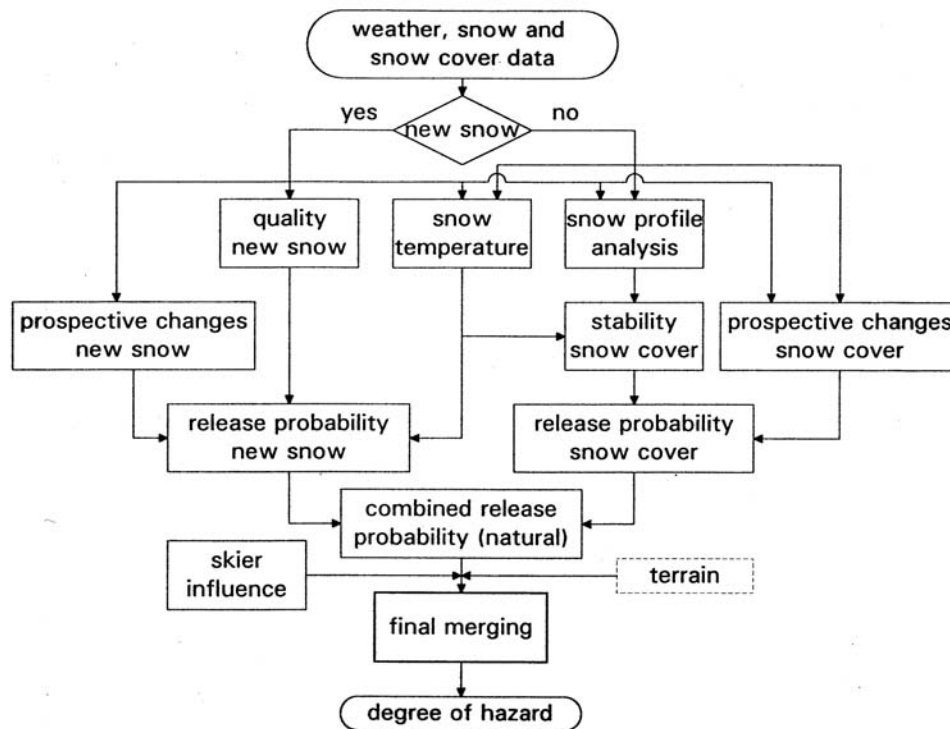 weather, snow and
snow cover data
yes
no
new snow
quality
new snow
snow
temperature
snow profile
analysis
prospective changes
new snow
stability
snow cover
prospective changes
snow cover
release probability
new snow
release probability
snow cover
combined release
probability (natural)
skier
influence
terrain
final merging
degree of hazard